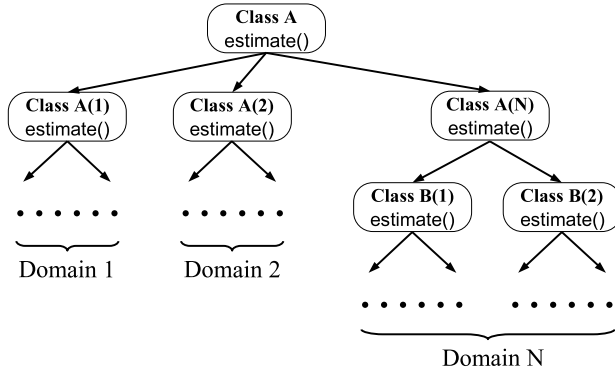 Class A
estimate()
Class A(1)
estimate()
Class A(2)
estimate()
Class A(N)
estimate()
Class B(1)
estimate()
Class B(2)
estimate()
Domain 1
Domain 2
Domain N